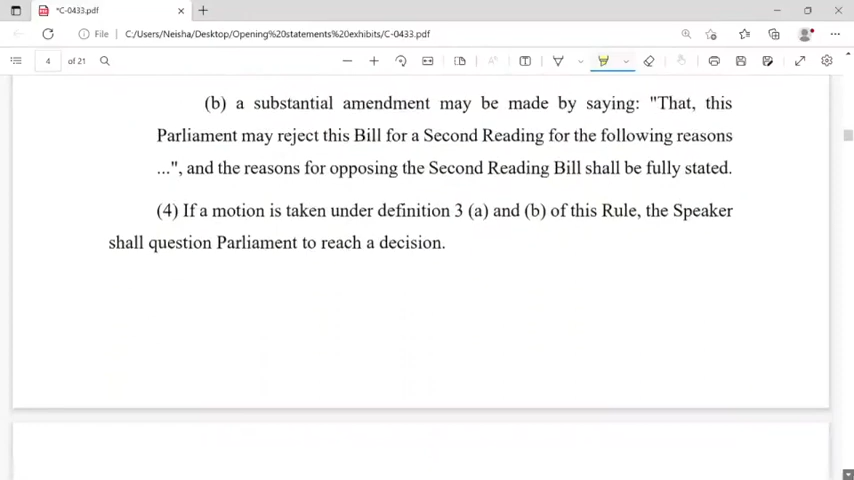 *C-0433.pdf
File C:/Users/Neisha/Desktop/Opening%20statements%20exhibits/C-0433.pdf
4 of 21
(b) a substantial amendment may be made by saying: "That, this
Parliament may reject this Bill for a Second Reading for the following reasons
...", and the reasons for opposing the Second Reading Bill shall be fully stated.
(4) If a motion is taken under definition 3 (a) and (b) of this Rule, the Speaker
shall question Parliament to reach a decision.